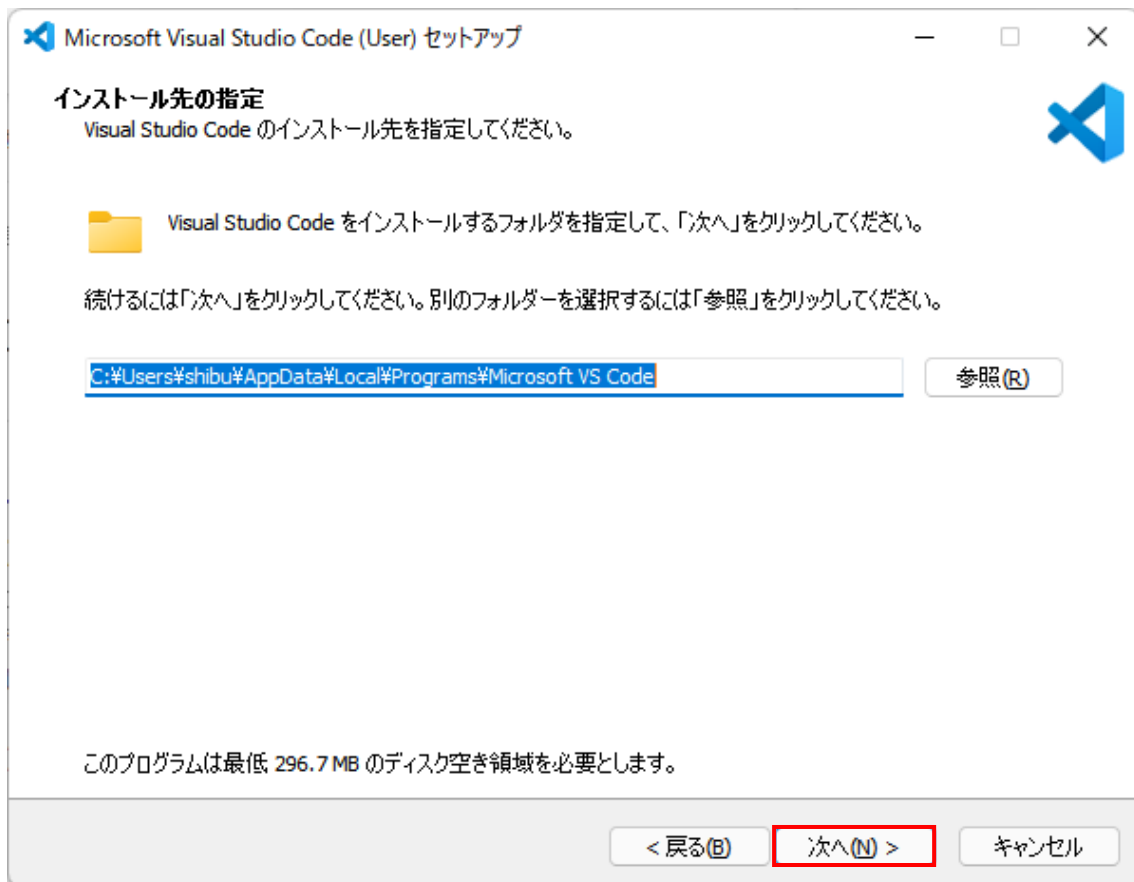 Microsoft Visual Studio Code (User) セットアップ
インストール先の指定
Visual Studio Code のインストール先を指定してください。
Visual Studio Code をインストールするフォルダを指定して、「次へ」をクリックしてください。
続けるには「次へ」をクリックしてください。別のフォルダーを選択するには「参照」をクリックしてください。
C:¥Users¥shibu¥AppData¥Local¥Programs¥Microsoft VS Code
参照(R)
このプログラムは最低 296.7 MB のディスク空き領域を必要とします。
< 戻る(B)
次へ(N) >
キャンセル